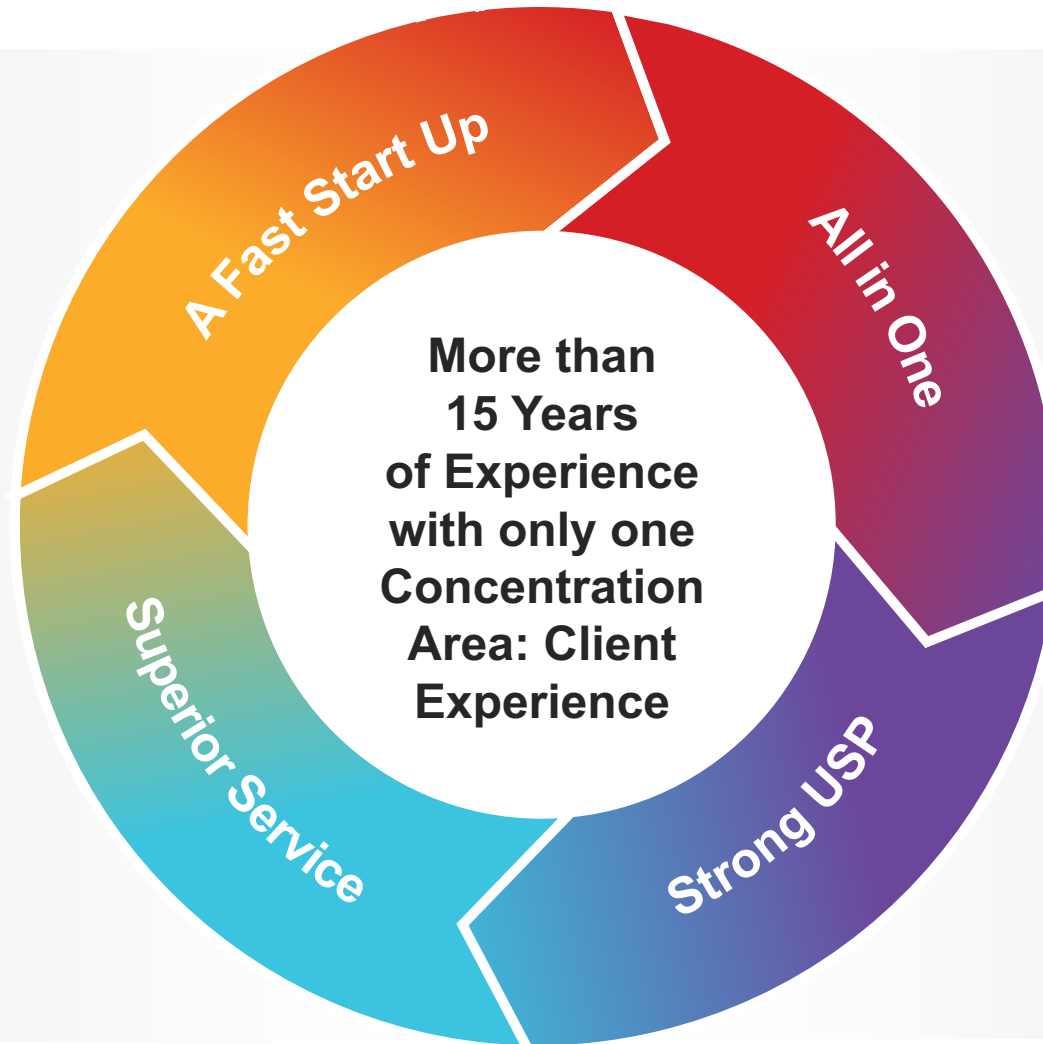 A Fast Start Up
All in One
More than
15 Years
of Experience
with only one
Concentration
Area: Client
Experience
Superior Service
Strong USP